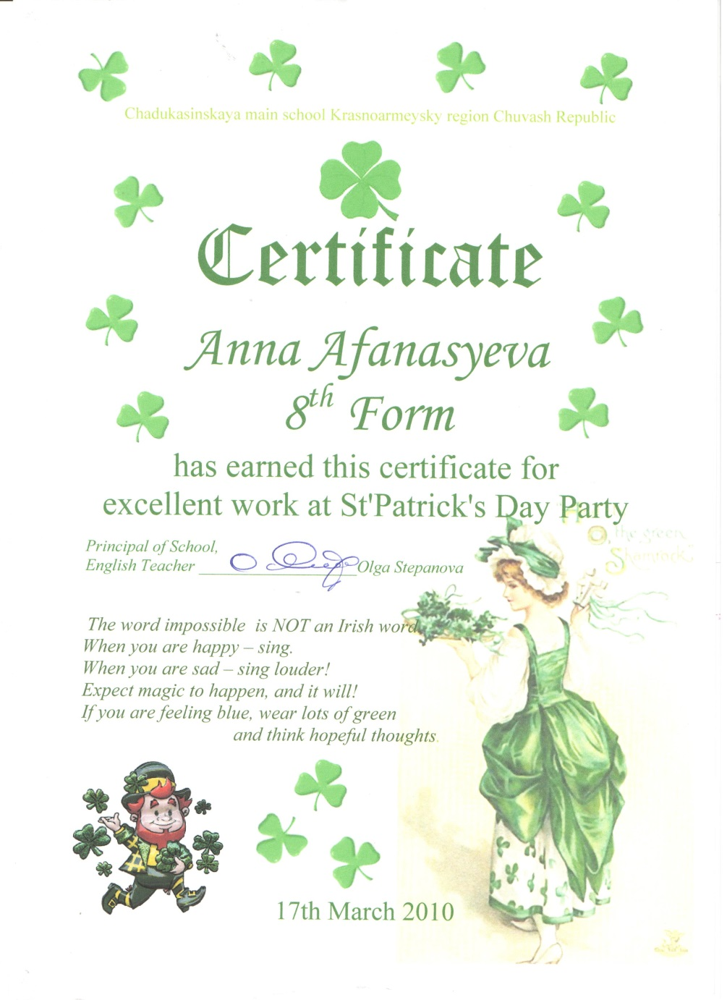 Chadukasinskaya main school Krasnoarmeysky region Chuvash Republic
Certificate
Anna Afanasyeva
8th Form
has earned this certificate for
excellent work at St'Patrick's Day Party
O, the green
Shamrock
Principal of School,
English Teacher Olga Stepanova
The word impossible is NOT an Irish word.
When you are happy – sing.
When you are sad – sing louder!
Expect magic to happen, and it will!
If you are feeling blue, wear lots of green
and think hopeful thoughts.
17th March 2010